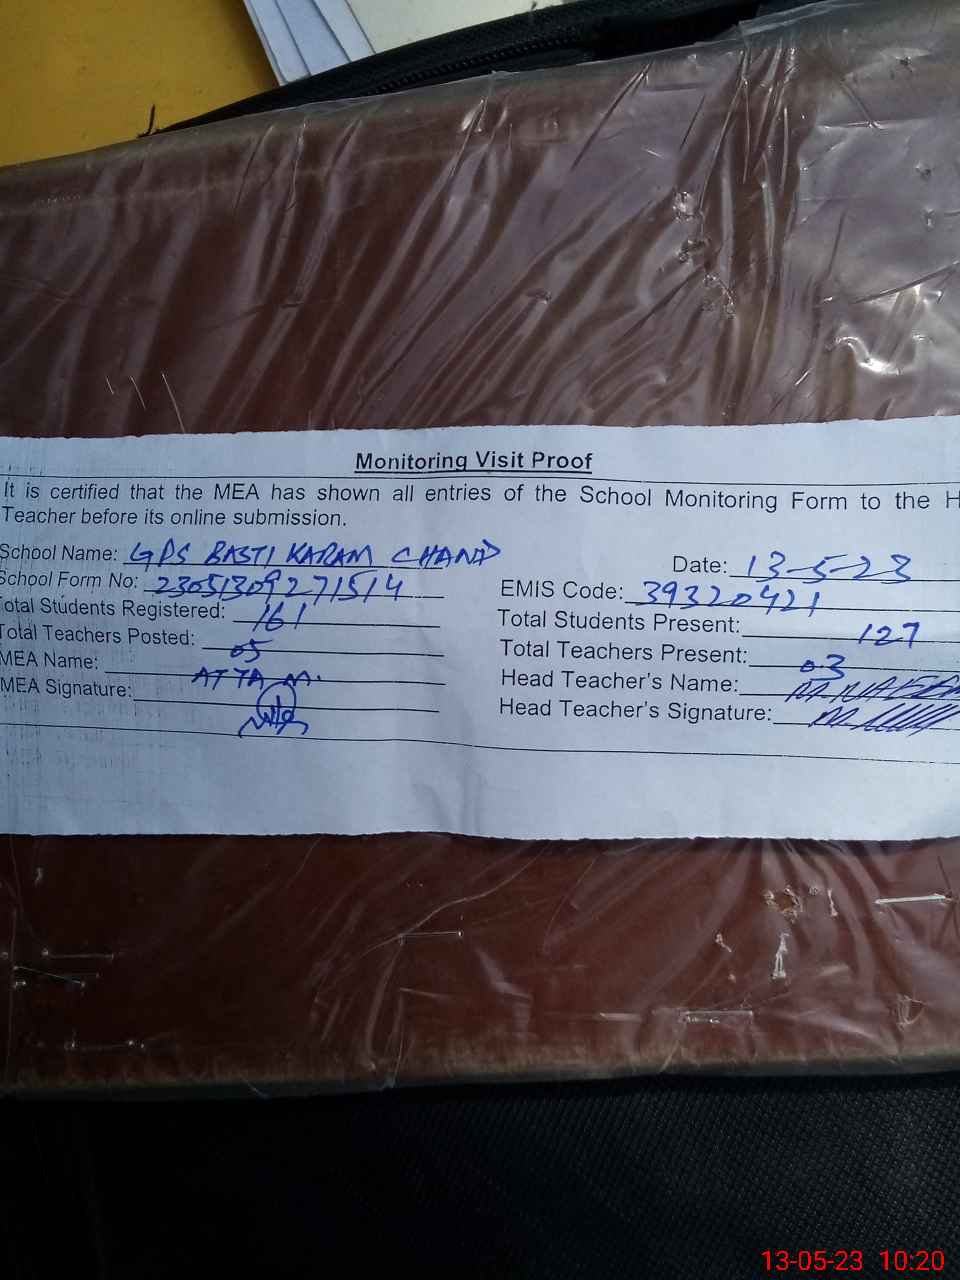 Monitoring Visit Proof
It is certified that the MEA has shown all entries of the School Monitoring Form to the H
Teacher before its online submission.
School Name: GPS BASTI KARAM CHAND Date: 13-5-23
School Form No: 23051309271514 EMIS Code: 39320421
Total Students Registered: 161 Total Students Present: 127
Total Teachers Posted: 05 Total Teachers Present: 03
MEA Name: ATTA M. Head Teacher's Name:
MEA Signature: Head Teacher's Signature:
13-05-23 10:20